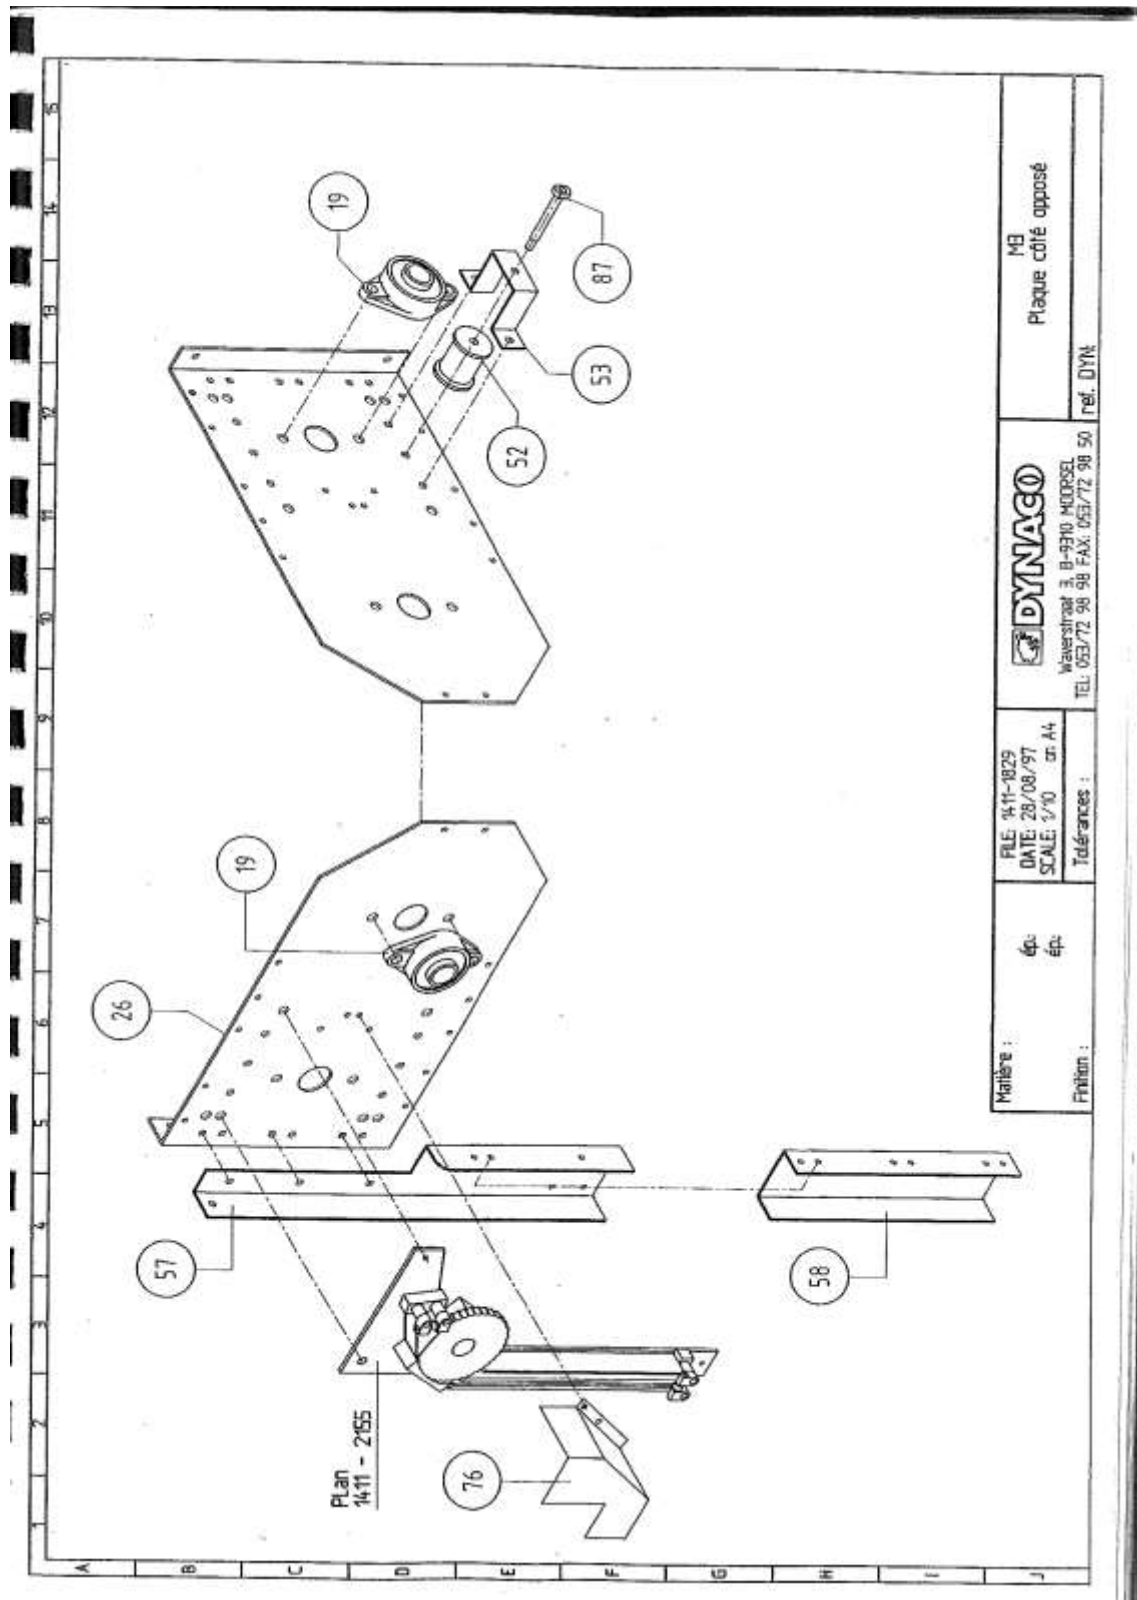 1 2 3 4 5 6 7 8 9 10 11 12 13 14 15
A
B
C
D
E
F
G
H
I
J
26
19
19
57
Plan
1411 - 2155
76
58
52
53
87
Matière :
ép.:
ép.:
Finition :
FILE: 1411-1829
DATE: 28/08/97
SCALE: 1/10 on A4
Tolérances :
DYNACO
Waverstraat 3, B-9310 MOORSEL
TEL: 053/72 98 98 FAX: 053/72 98 50
M3
Plaque côté opposé
ref. DYN: